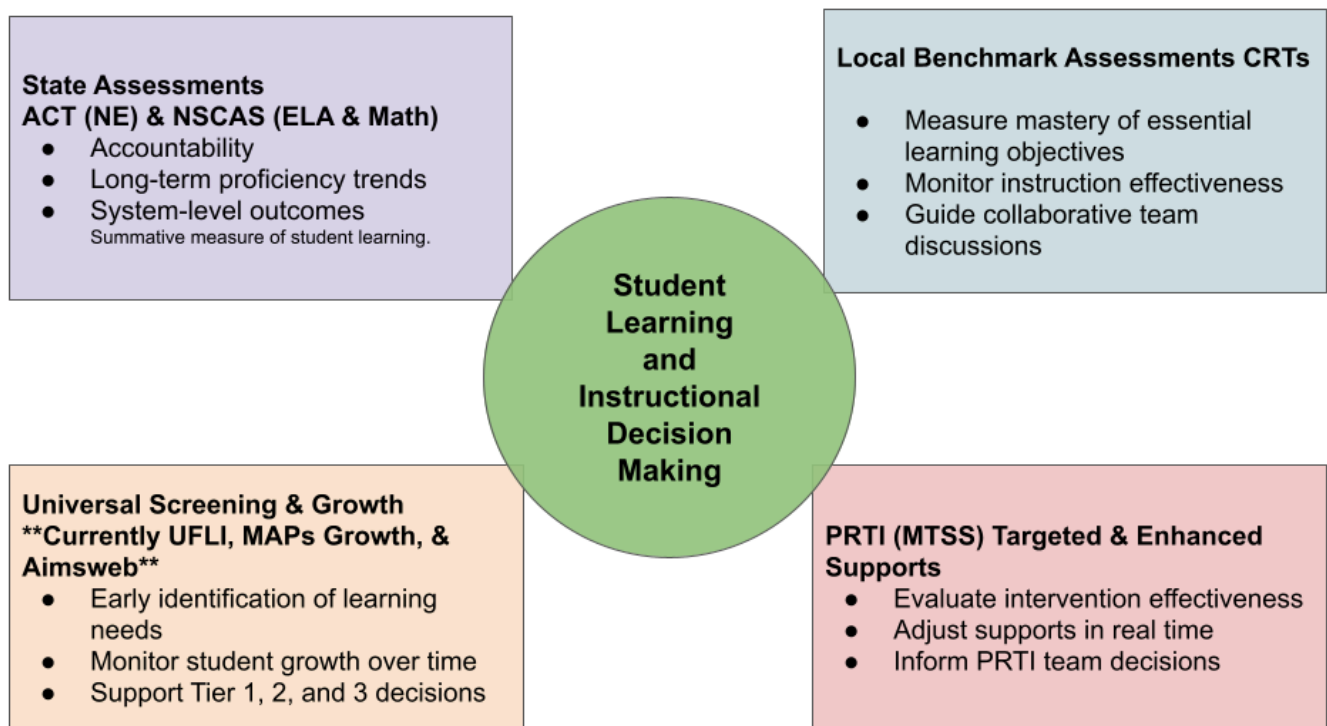 State Assessments
ACT (NE) & NSCAS (ELA & Math)
● Accountability
● Long-term proficiency trends
● System-level outcomes
Summative measure of student learning.
Local Benchmark Assessments CRTs
● Measure mastery of essential
learning objectives
● Monitor instruction effectiveness
● Guide collaborative team
discussions
Student
Learning
and
Instructional
Decision
Making
Universal Screening & Growth
**Currently UFLI, MAPs Growth, &
Aimsweb**
● Early identification of learning
needs
● Monitor student growth over time
● Support Tier 1, 2, and 3 decisions
PRTI (MTSS) Targeted & Enhanced
Supports
● Evaluate intervention effectiveness
● Adjust supports in real time
● Inform PRTI team decisions